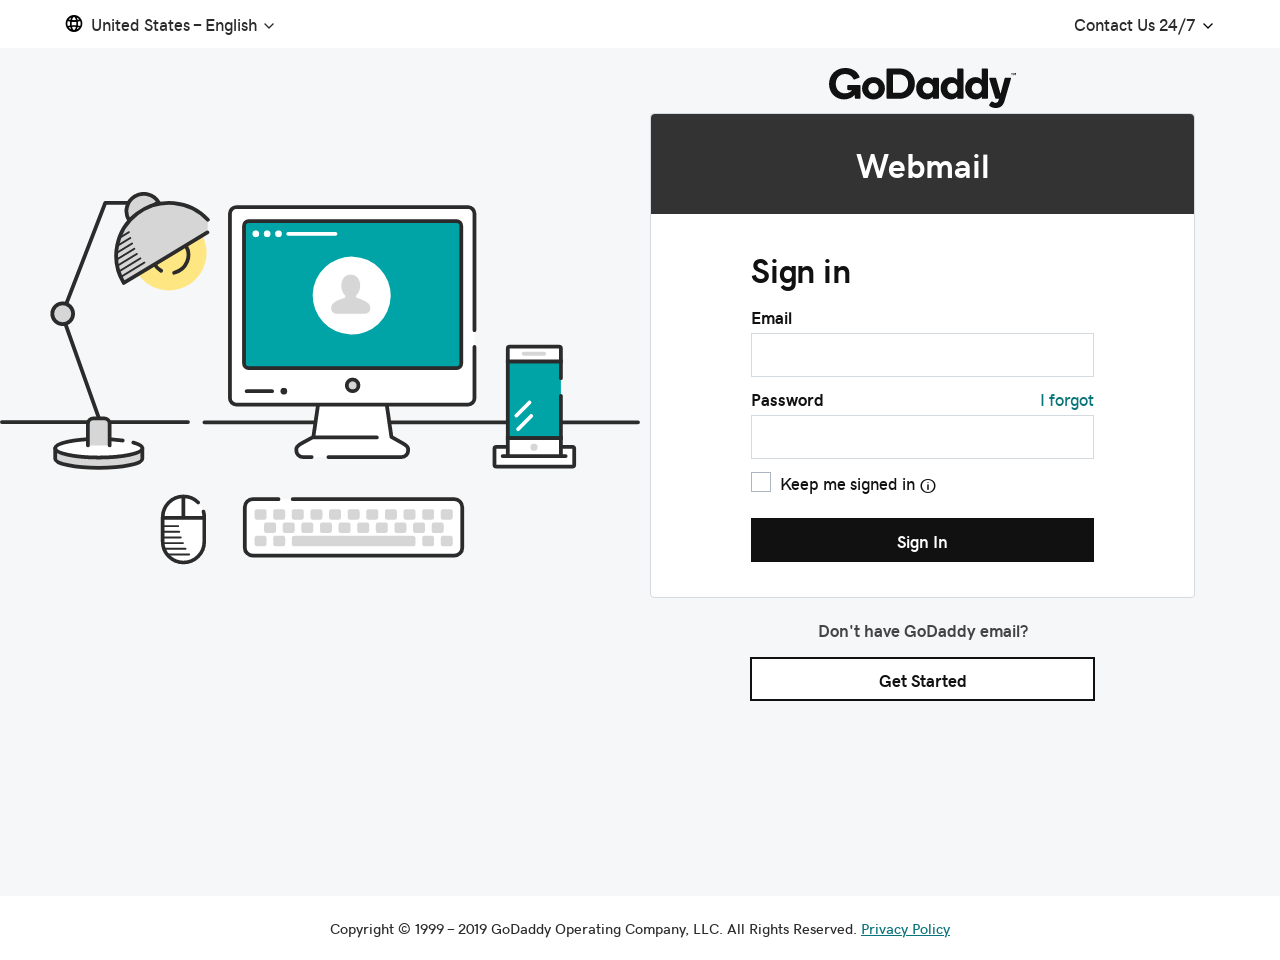 United States – English
Contact Us 24/7
GoDaddy™
Webmail
Sign in
Email
Password
I forgot
Keep me signed in
Sign In
Don't have GoDaddy email?
Get Started
Copyright © 1999 – 2019 GoDaddy Operating Company, LLC. All Rights Reserved. Privacy Policy